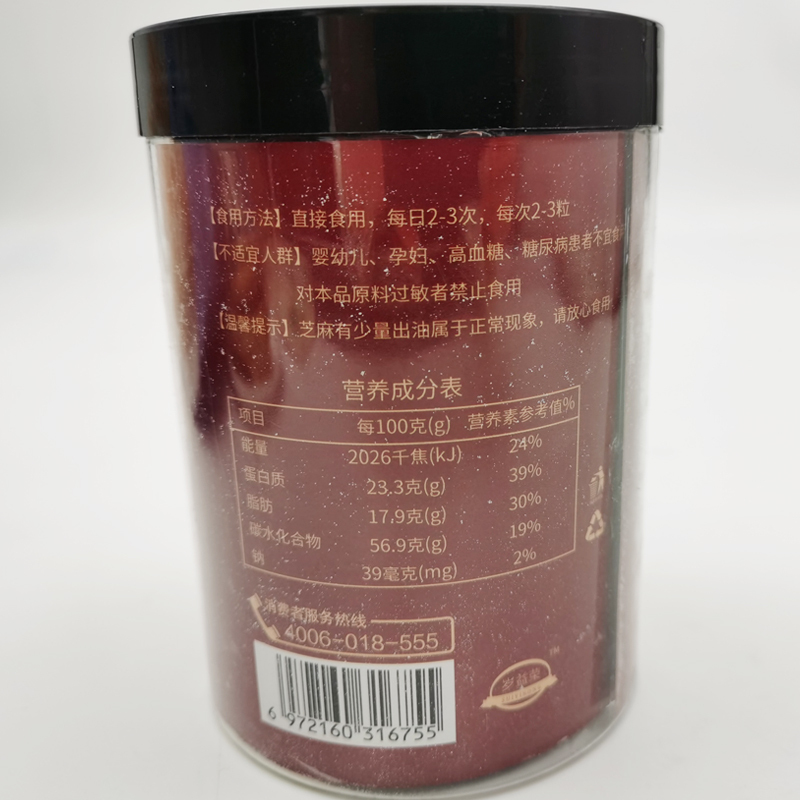 【食用方法】直接食用，每日2-3次，每次2-3粒
【不适宜人群】婴幼儿、孕妇、高血糖、糖尿病患者不宜食
对本品原料过敏者禁止食用
【温馨提示】芝麻有少量出油属于正常现象，请放心食用
营养成分表
项目 每100克(g) 营养素参考值%
能量 2026千焦(kJ) 24%
蛋白质 23.3克(g) 39%
脂肪 17.9克(g) 30%
碳水化合物 56.9克(g) 19%
钠 39毫克(mg) 2%
消费者服务热线
4006-018-555
TM
6 972160 316755